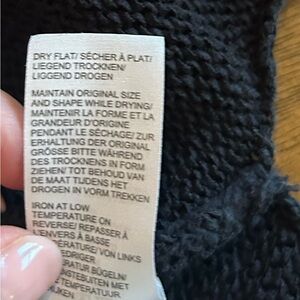 DRY FLAT/ SÉCHER À PLAT/
LIEGEND TROCKNEN/
LIGGEND DROGEN
MAINTAIN ORIGINAL SIZE
AND SHAPE WHILE DRYING/
MAINTENIR LA FORME ET LA
GRANDEUR D'ORIGINE
PENDANT LE SÉCHAGE/ ZUR
ERHALTUNG DER ORIGINAL
GRÖSSE BITTE WÄHREND
DES TROCKNENS IN FORM
ZIEHEN/ TOT BEHOUD VAN
DE MAAT TIJDENS HET
DROGEN IN VORM TREKKEN
IRON AT LOW
TEMPERATURE ON
REVERSE/ REPASSER À
L'ENVERS À BASSE
VON LINKS
BÜGELN/